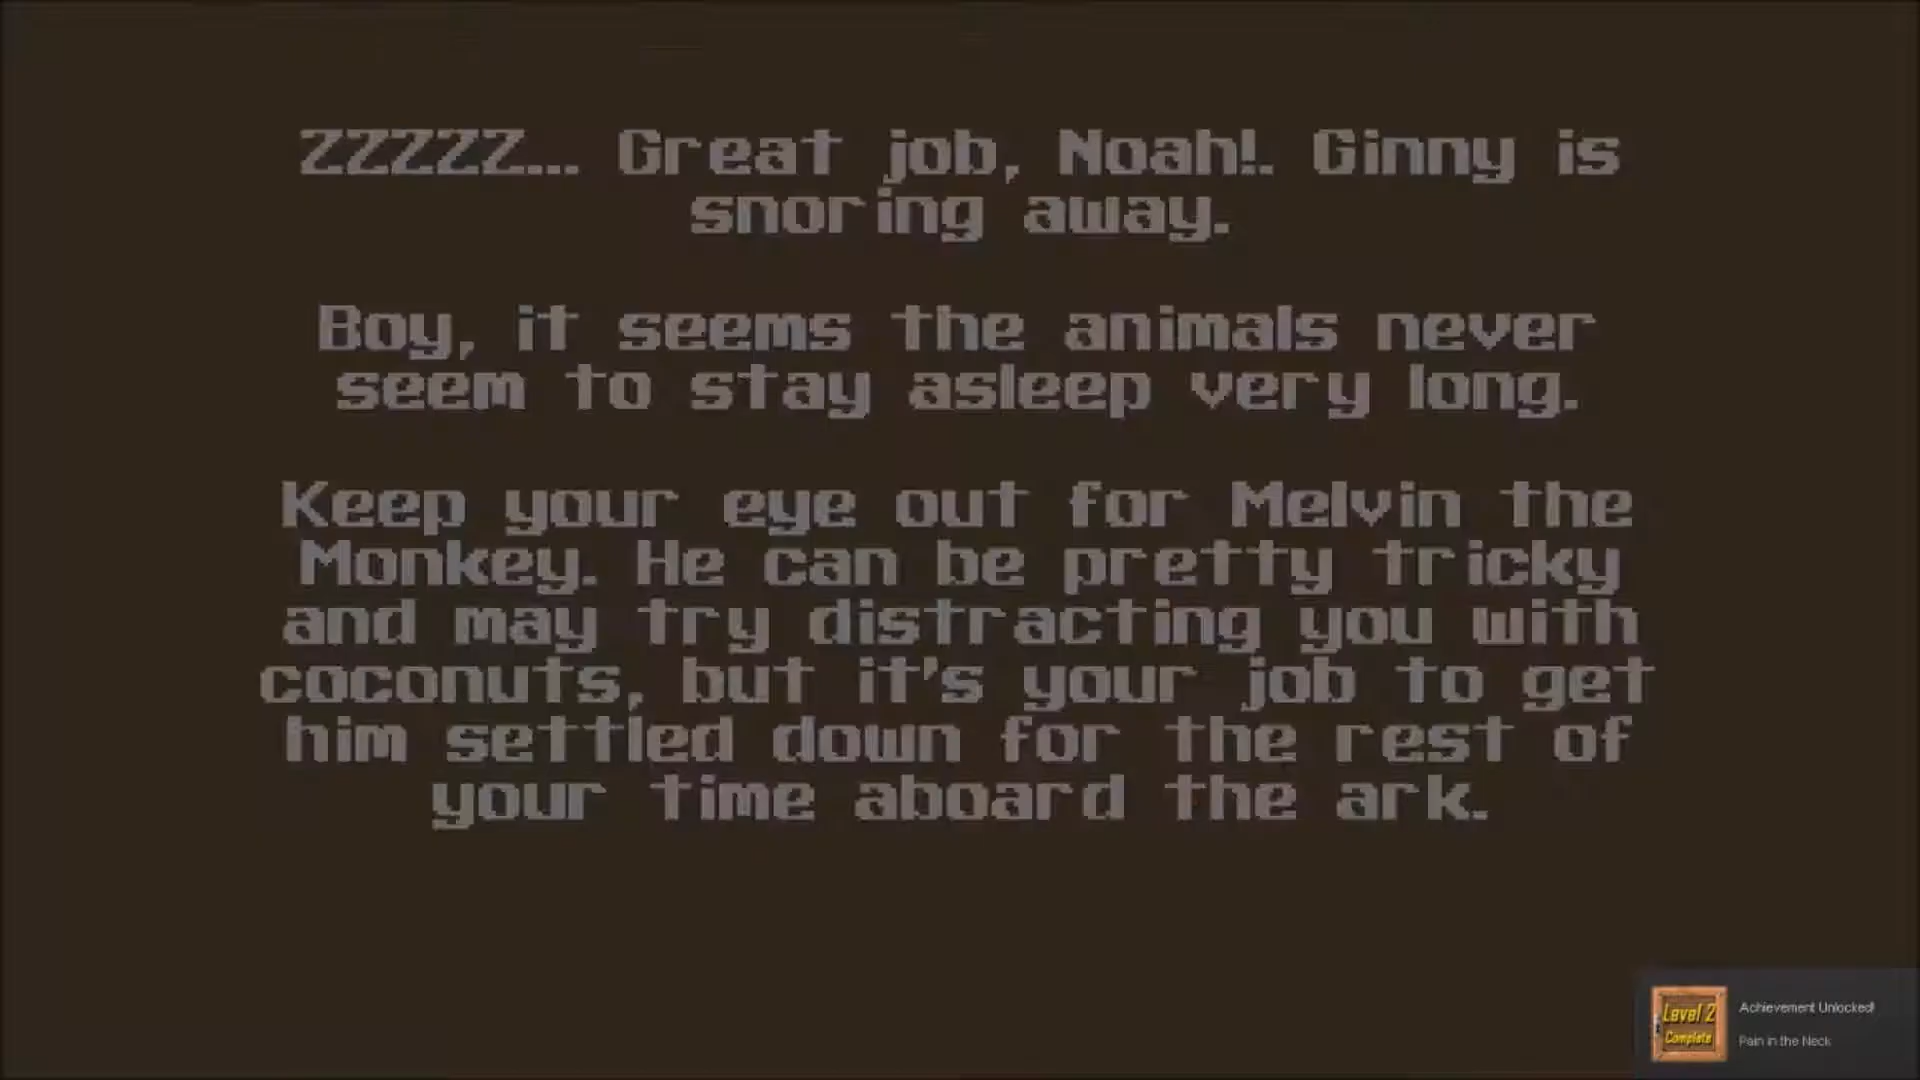 ZZZZZ... Great job, Noah!. Ginny is
snoring away.
Boy, it seems the animals never
seem to stay asleep very long.
Keep your eye out for Melvin the
Monkey. He can be pretty tricky
and may try distracting you with
coconuts, but it's your job to get
him settled down for the rest of
your time aboard the ark.
Level 2
Complete
Achievement Unlocked!
Pain in the Neck